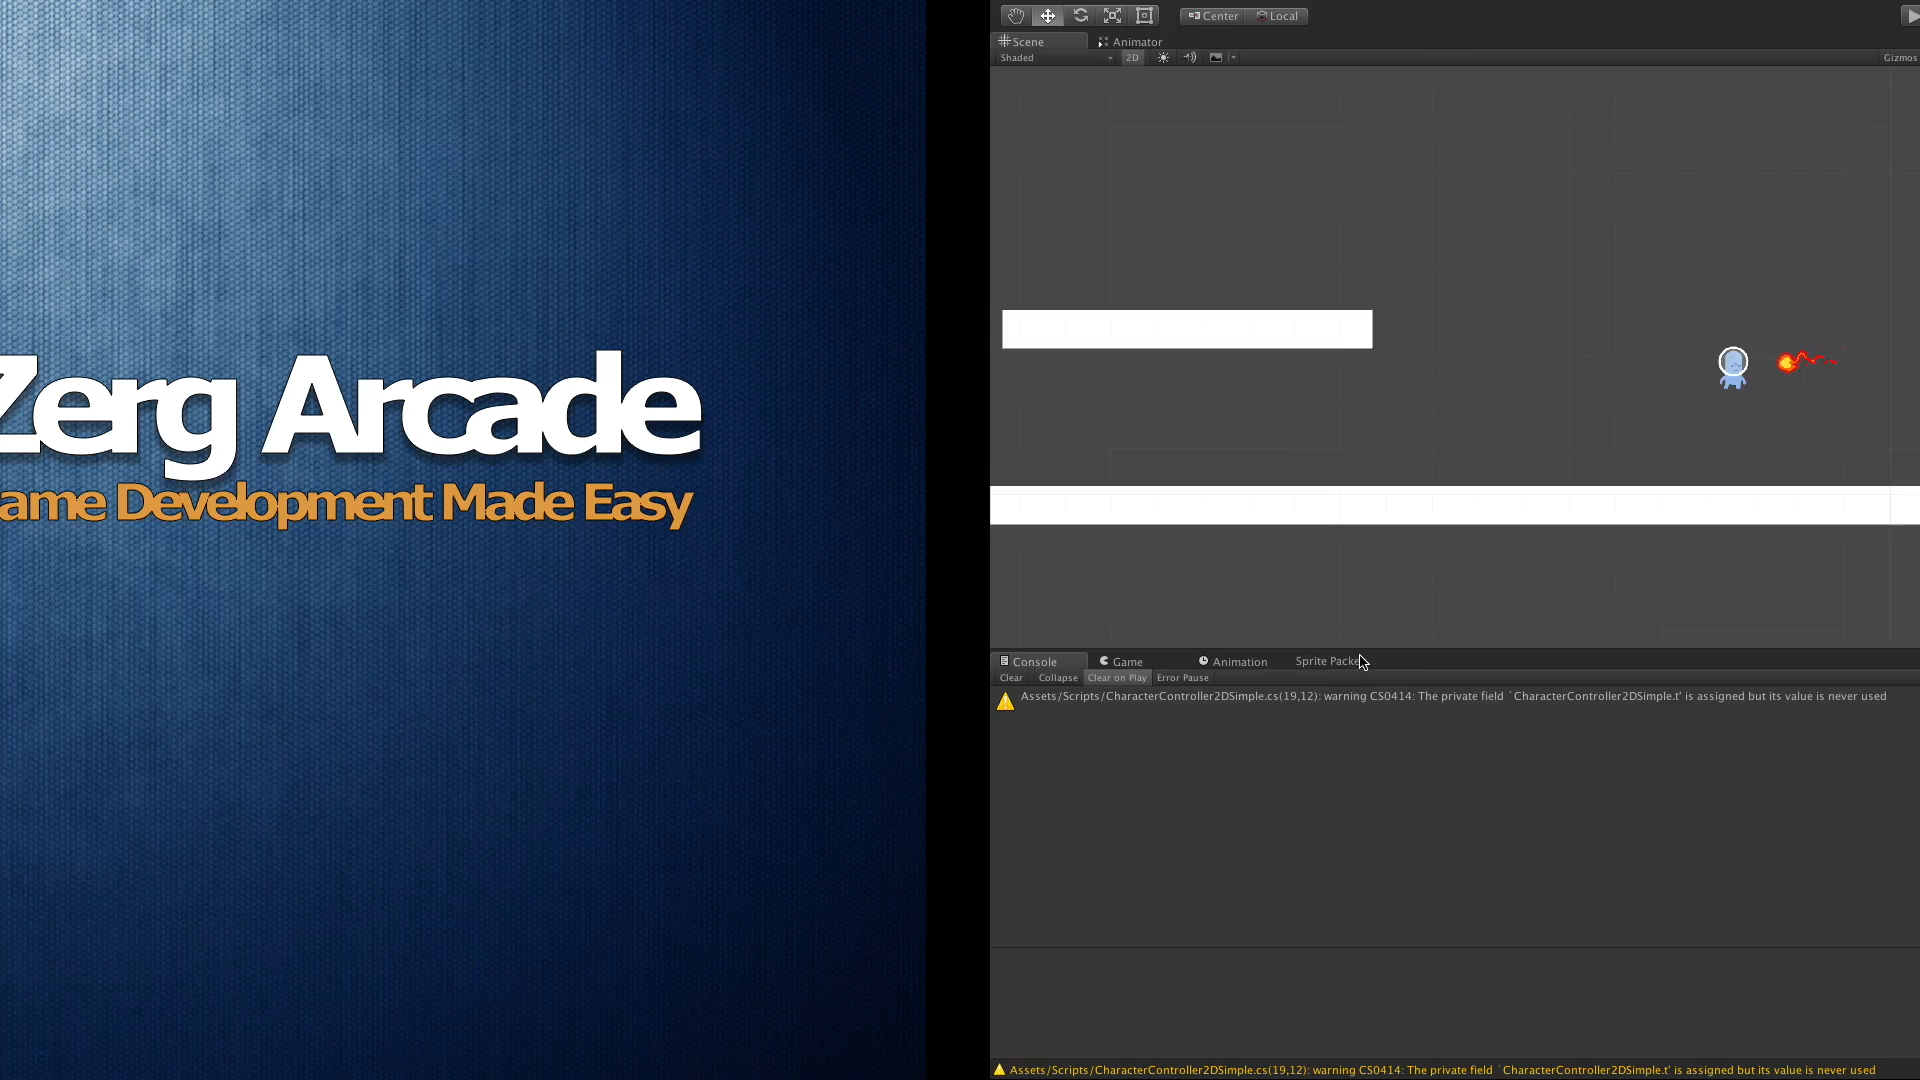 Zerg Arcade
ame Development Made Easy
Center Local
Scene Animator
Shaded 2D Gizmos
Console Game Animation Sprite Packe
Clear Collapse Clear on Play Error Pause
Assets/Scripts/CharacterController2DSimple.cs(19,12): warning CS0414: The private field `CharacterController2DSimple.t' is assigned but its value is never used
Assets/Scripts/CharacterController2DSimple.cs(19,12): warning CS0414: The private field `CharacterController2DSimple.t' is assigned but its value is never used